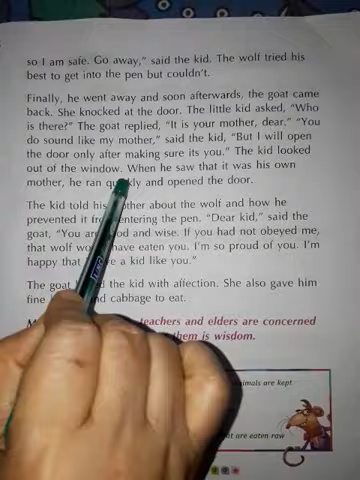 so I am safe. Go away," said the kid. The wolf tried his
best to get into the pen but couldn't.
Finally, he went away and soon afterwards, the goat came
back. She knocked at the door. The little kid asked, "Who
is there?" The goat replied, "It is your mother, dear." "You
do sound like my mother," said the kid, "But I will open
the door only after making sure its you." The kid looked
out of the window. When he saw that it was his own
mother, he ran quickly and opened the door.
The kid told his about the wolf and how he
prevented it entering the pen. "Dear kid," said the
goat, "You and wise. If you had not obeyed me,
that wolf have eaten you. I'm so proud of you. I'm
happy that a kid like you."
The goat the kid with affection. She also gave him
fine and cabbage to eat.
teachers and elders are concerned
them is wisdom.
animals are kept
at are eaten raw